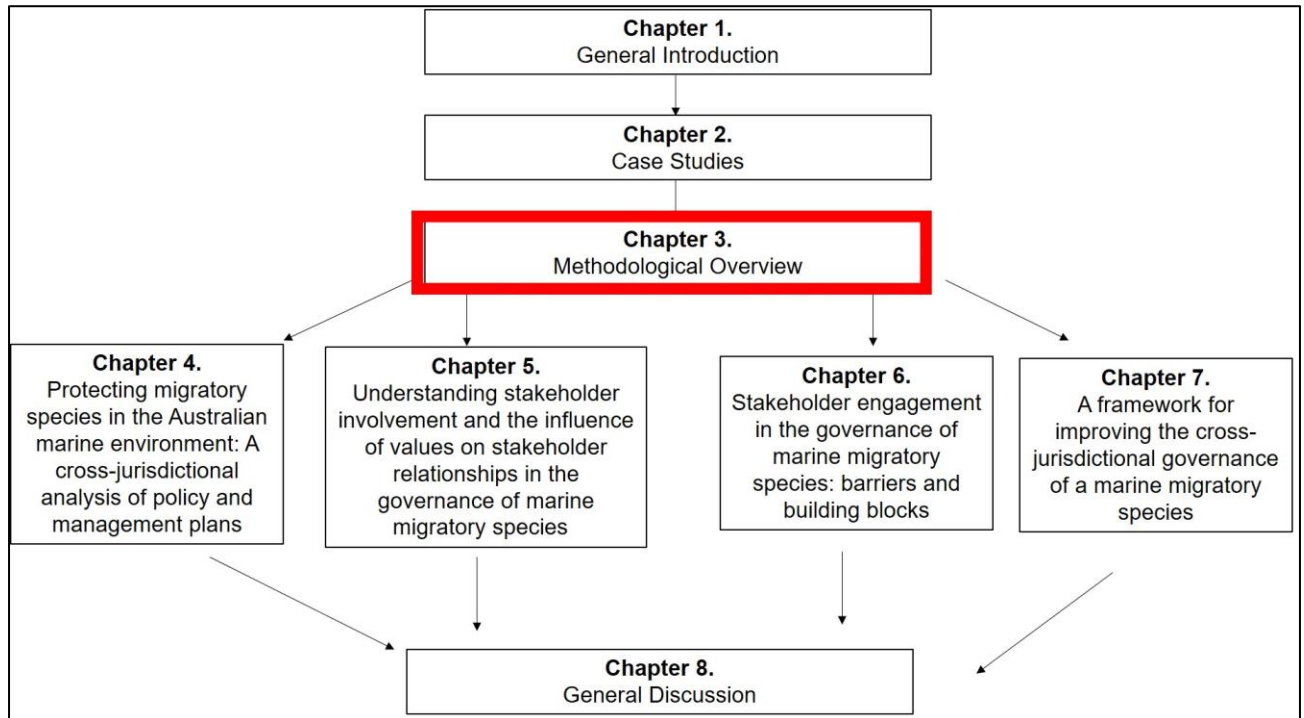 Chapter 1.
General Introduction
Chapter 2.
Case Studies
Chapter 3.
Methodological Overview
Chapter 4.
Protecting migratory
species in the Australian
marine environment: A
cross-jurisdictional
analysis of policy and
management plans
Chapter 5.
Understanding stakeholder
involvement and the influence
of values on stakeholder
relationships in the
governance of marine
migratory species
Chapter 6.
Stakeholder engagement
in the governance of
marine migratory
species: barriers and
building blocks
Chapter 7.
A framework for
improving the cross-
jurisdictional governance
of a marine migratory
species
Chapter 8.
General Discussion